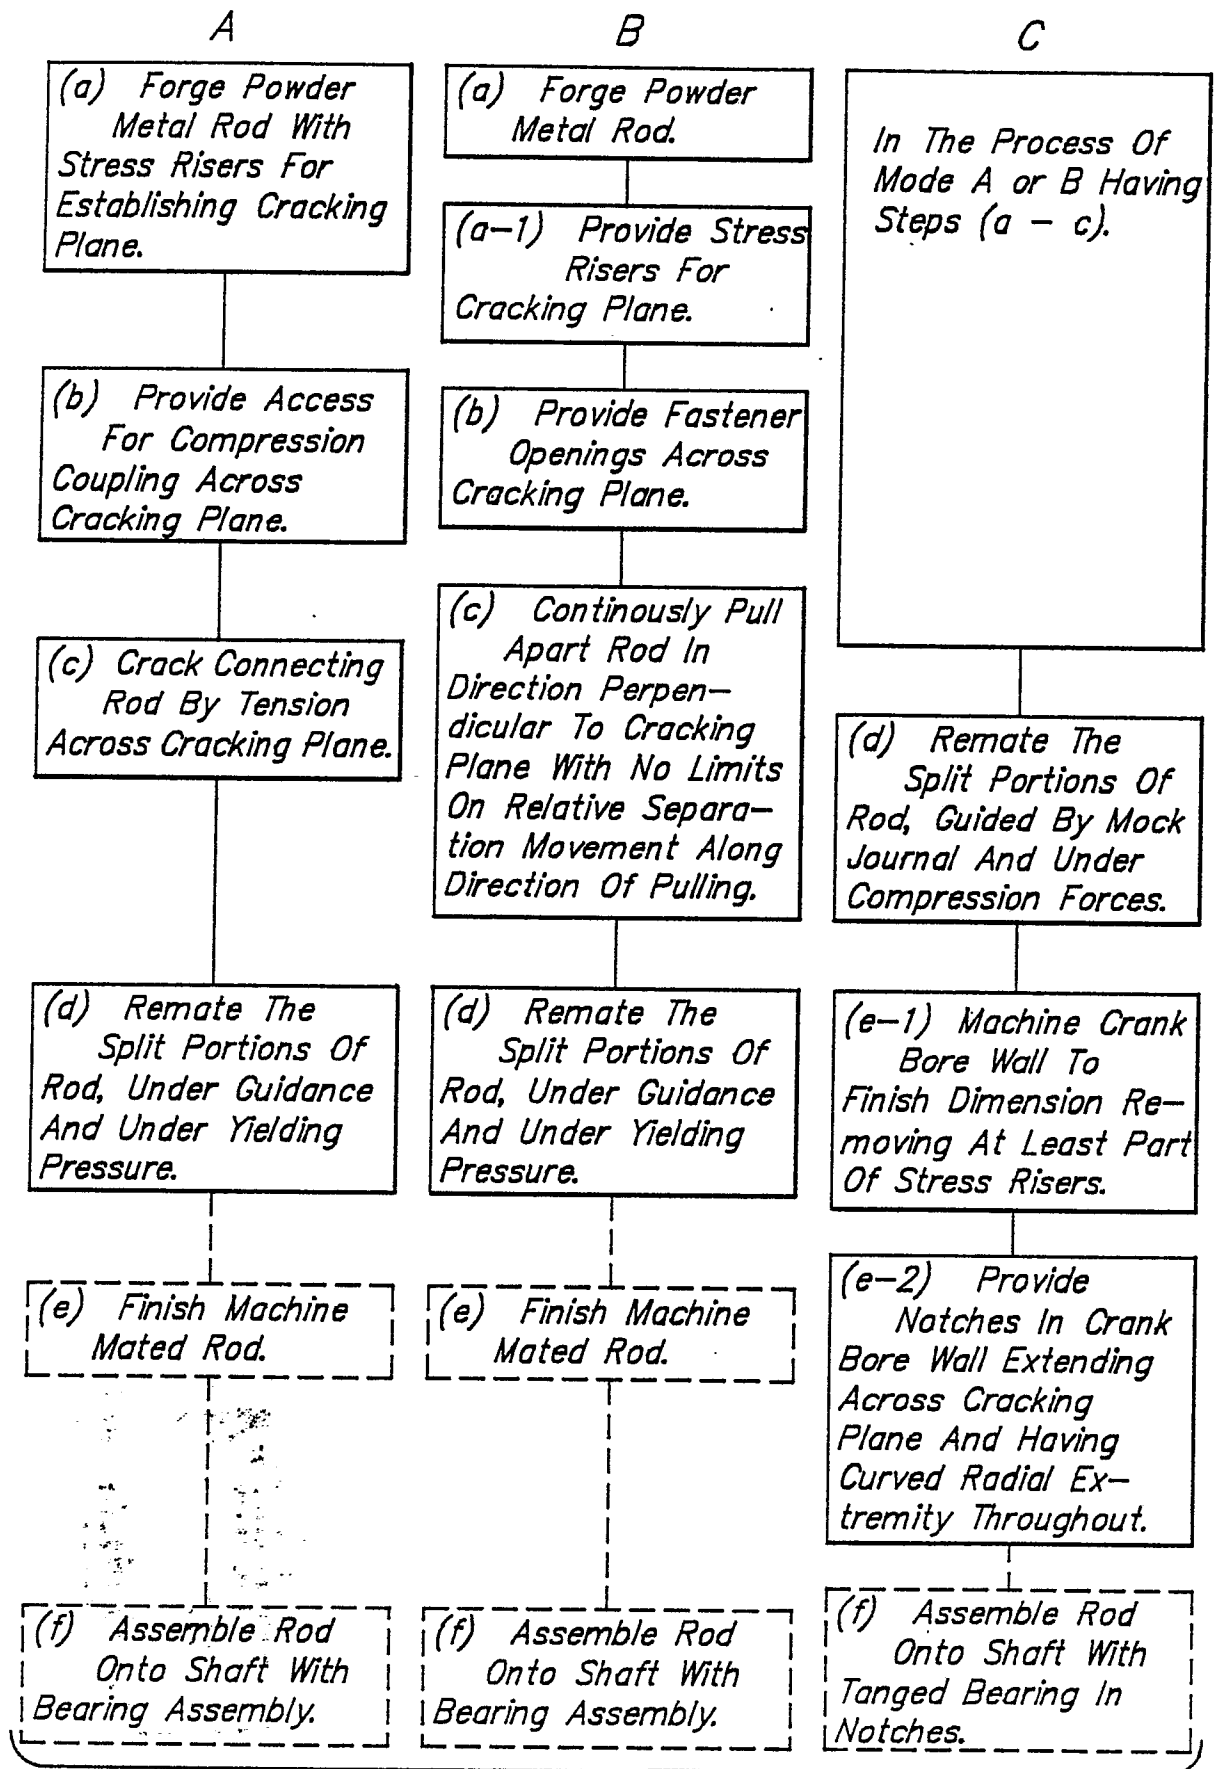 A
(a) Forge Powder
Metal Rod With
Stress Risers For
Establishing Cracking
Plane.
(b) Provide Access
For Compression
Coupling Across
Cracking Plane.
(c) Crack Connecting
Rod By Tension
Across Cracking Plane.
(d) Remate The
Split Portions Of
Rod, Under Guidance
And Under Yielding
Pressure.
(e) Finish Machine
Mated Rod.
(f) Assemble Rod
Onto Shaft With
Bearing Assembly.
B
(a) Forge Powder
Metal Rod.
(a-1) Provide Stress
Risers For
Cracking Plane.
(b) Provide Fastener
Openings Across
Cracking Plane.
(c) Continously Pull
Apart Rod In
Direction Perpen-
dicular To Cracking
Plane With No Limits
On Relative Separa-
tion Movement Along
Direction Of Pulling.
(d) Remate The
Split Portions Of
Rod, Under Guidance
And Under Yielding
Pressure.
(e) Finish Machine
Mated Rod.
(f) Assemble Rod
Onto Shaft With
Bearing Assembly.
C
In The Process Of
Mode A or B Having
Steps (a - c).
(d) Remate The
Split Portions Of
Rod, Guided By Mock
Journal And Under
Compression Forces.
(e-1) Machine Crank
Bore Wall To
Finish Dimension Re-
moving At Least Part
Of Stress Risers.
(e-2) Provide
Notches In Crank
Bore Wall Extending
Across Cracking
Plane And Having
Curved Radial Ex-
tremity Throughout.
(f) Assemble Rod
Onto Shaft With
Tanged Bearing In
Notches.